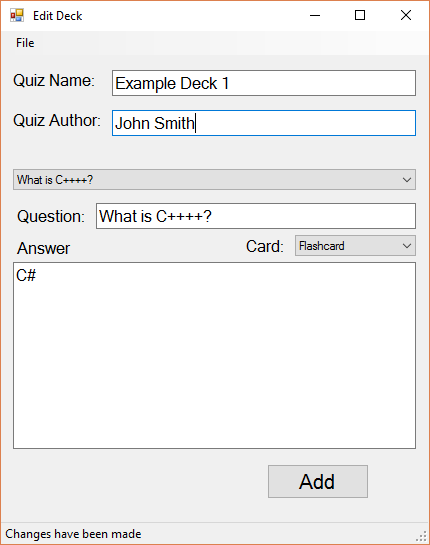 Edit Deck
File
Quiz Name: Example Deck 1
Quiz Author: John Smith
What is C++++?
Question: What is C++++?
Answer Card: Flashcard
C#
Add
Changes have been made